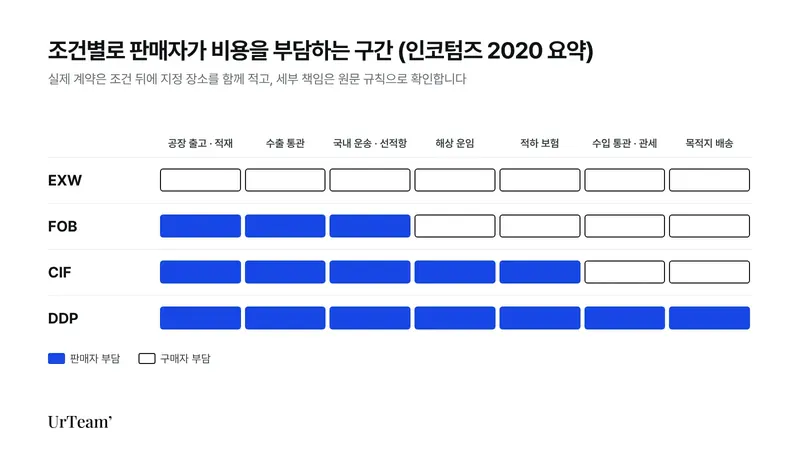 조건별로 판매자가 비용을 부담하는 구간 (인코텀즈 2020 요약)
실제 계약은 조건 뒤에 지정 장소를 함께 적고, 세부 책임은 원문 규칙으로 확인합니다
공장 출고 · 적재 수출 통관 국내 운송 · 선적항 해상 운임 적하 보험 수입 통관 · 관세 목적지 배송
EXW
FOB
CIF
DDP
판매자 부담 구매자 부담
UrTeam’